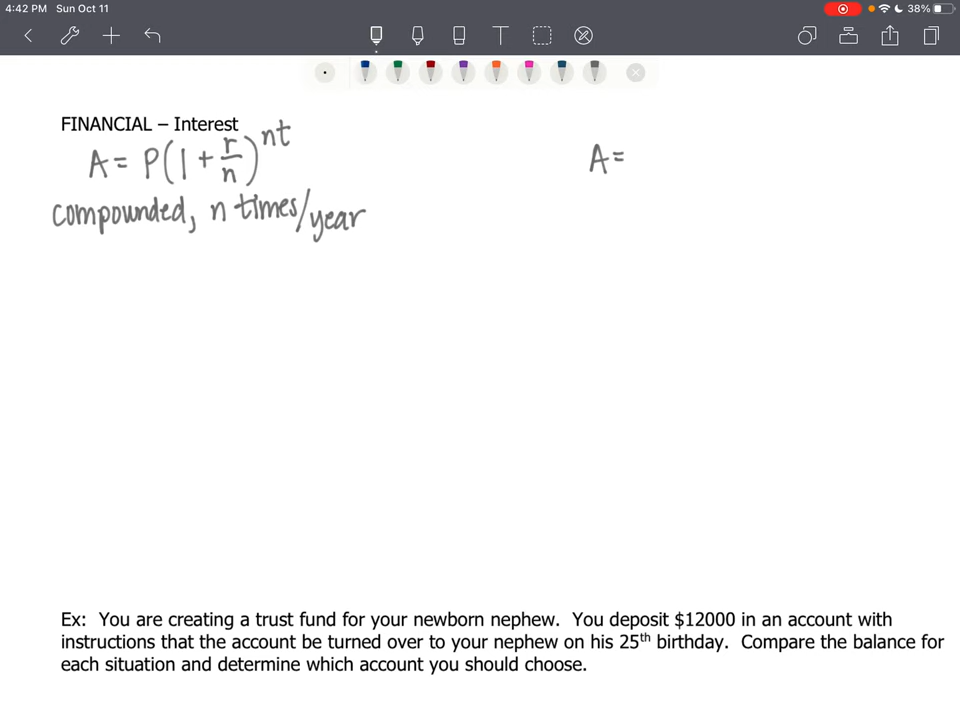 4:42 PM Sun Oct 11 38%
T
FINANCIAL – Interest
A = P(1 + r/n)^nt
A =
compounded, n times/year
Ex: You are creating a trust fund for your newborn nephew. You deposit $12000 in an account with
instructions that the account be turned over to your nephew on his 25th birthday. Compare the balance for
each situation and determine which account you should choose.